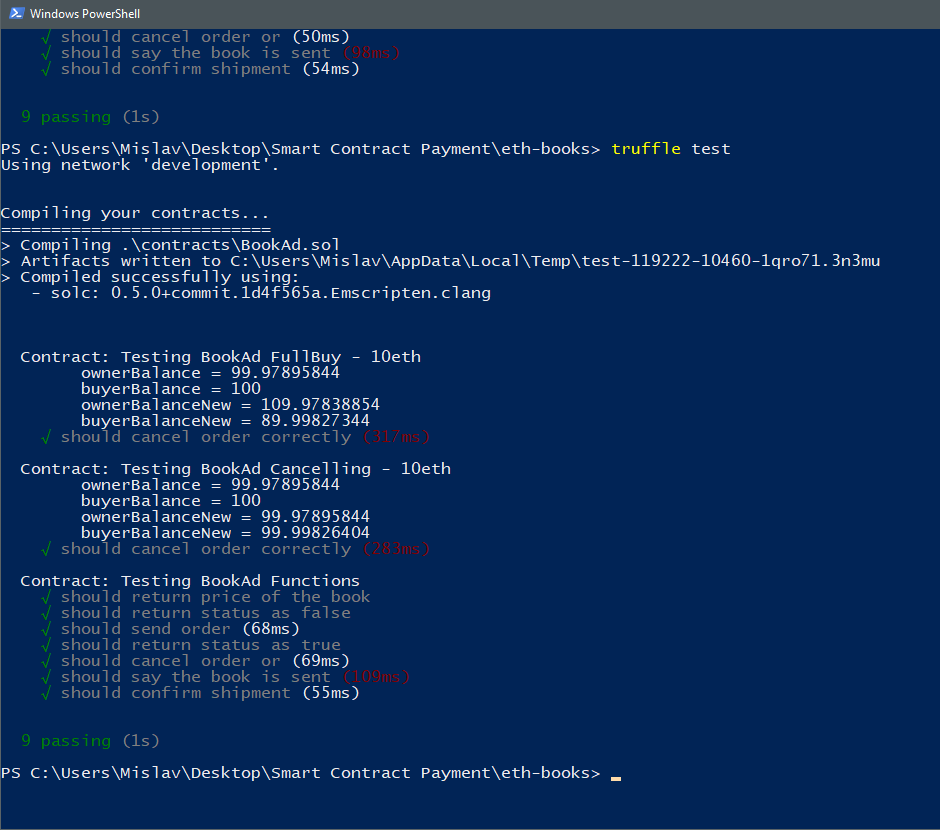 Windows PowerShell
√ should cancel order or (50ms)
√ should say the book is sent (98ms)
√ should confirm shipment (54ms)
9 passing (1s)
PS C:\Users\Mislav\Desktop\Smart Contract Payment\eth-books> truffle test
Using network 'development'.
Compiling your contracts...
===========================
> Compiling .\contracts\BookAd.sol
> Artifacts written to C:\Users\Mislav\AppData\Local\Temp\test-119222-10460-1qro71.3n3mu
> Compiled successfully using:
- solc: 0.5.0+commit.1d4f565a.Emscripten.clang
Contract: Testing BookAd FullBuy - 10eth
ownerBalance = 99.97895844
buyerBalance = 100
ownerBalanceNew = 109.97838854
buyerBalanceNew = 89.99827344
√ should cancel order correctly (317ms)
Contract: Testing BookAd Cancelling - 10eth
ownerBalance = 99.97895844
buyerBalance = 100
ownerBalanceNew = 99.97895844
buyerBalanceNew = 99.99826404
√ should cancel order correctly (283ms)
Contract: Testing BookAd Functions
√ should return price of the book
√ should return status as false
√ should send order (68ms)
√ should return status as true
√ should cancel order or (69ms)
√ should say the book is sent (109ms)
√ should confirm shipment (55ms)
9 passing (1s)
PS C:\Users\Mislav\Desktop\Smart Contract Payment\eth-books>